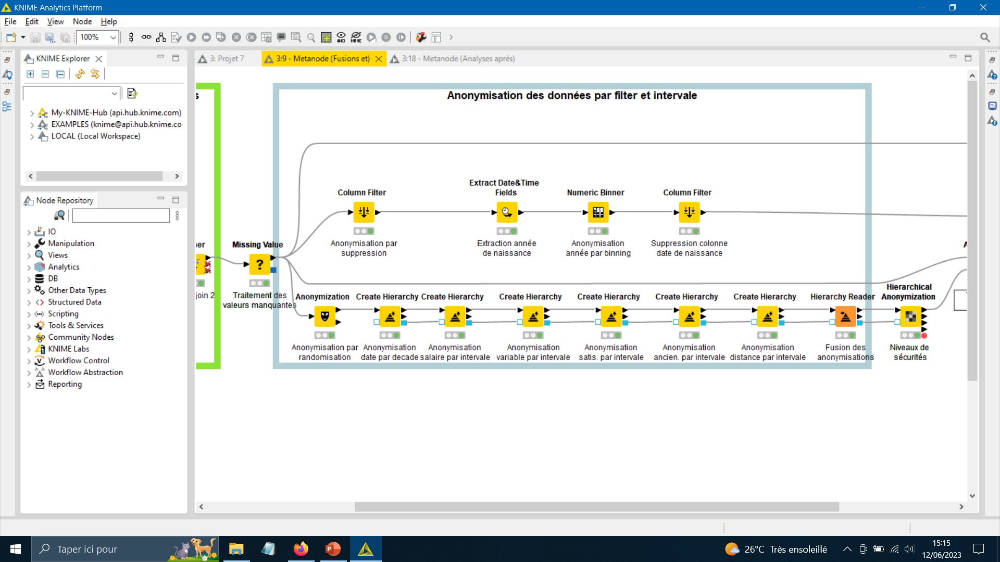 KNIME Analytics Platform
File Edit View Node Help
100%
#ID
NAME
KNIME Explorer
3: Projet 7
3:9 - Metanode (Fusions et)
3:18 - Metanode (Analyses après)
My-KNIME-Hub (api.hub.knime.com)
EXAMPLES (knime@api.hub.knime.co
LOCAL (Local Workspace)
Node Repository
IO
Manipulation
Views
Analytics
DB
Other Data Types
Structured Data
Scripting
Tools & Services
Community Nodes
KNIME Labs
Workflow Control
Workflow Abstraction
Reporting
s
Anonymisation des données par filter et intervale
Column Filter
Anonymisation par
suppression
Extract Date&Time
Fields
Extraction année
de naissance
Numeric Binner
Anonymisation
année par binning
Column Filter
Suppression colonne
date de naissance
ner
join 2
Missing Value
?
Traitement des
valeurs manquantes
Anonymization
Anonymisation par
randomisation
Create Hierarchy
Anonymisation
date par decade
Create Hierarchy
Anonymisation
salaire par intervale
Create Hierarchy
Anonymisation
variable par intervale
Create Hierarchy
Anonymisation
satis. par intervale
Create Hierarchy
Anonymisation
ancien. par intervale
Create Hierarchy
Anonymisation
distance par intervale
Hierarchy Reader
Fusion des
anonymisations
Hierarchical
Anonymization
Niveaux de
sécurités
Taper ici pour
26°C Très ensoleillé
15:15
12/06/2023